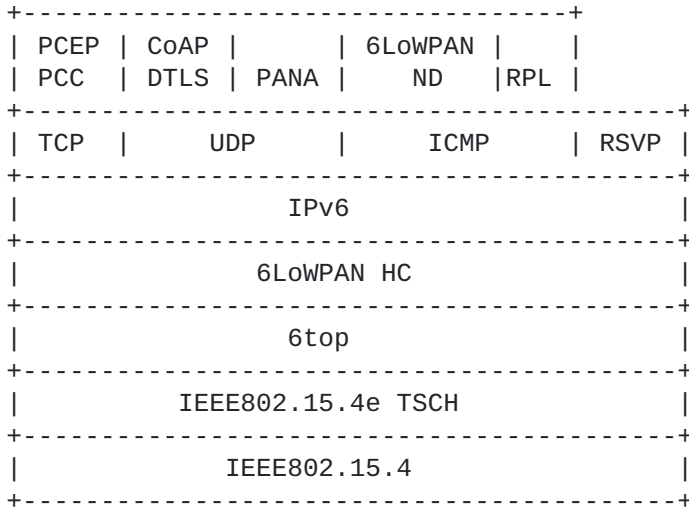 +-----------------------------------+
| PCEP | CoAP |      | 6LoWPAN |    |
| PCC  | DTLS | PANA |    ND   |RPL |
+------------------------------------------+
| TCP  |     UDP     |     ICMP     | RSVP |
+------------------------------------------+
|                 IPv6                     |
+------------------------------------------+
|               6LoWPAN HC                 |
+------------------------------------------+
|                 6top                     |
+------------------------------------------+
|          IEEE802.15.4e TSCH              |
+------------------------------------------+
|             IEEE802.15.4                 |
+------------------------------------------+